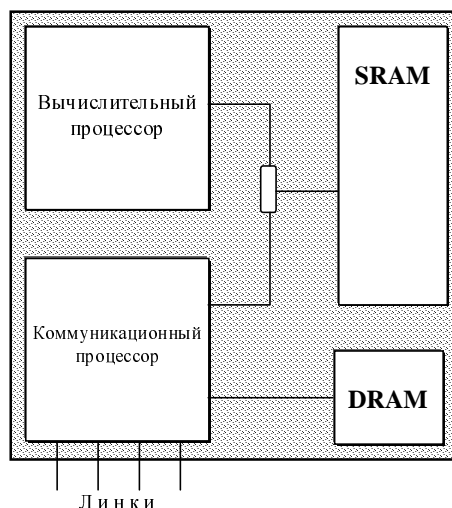 Вычислительный
процессор
SRAM
Коммуникационный
процессор
DRAM
Линки